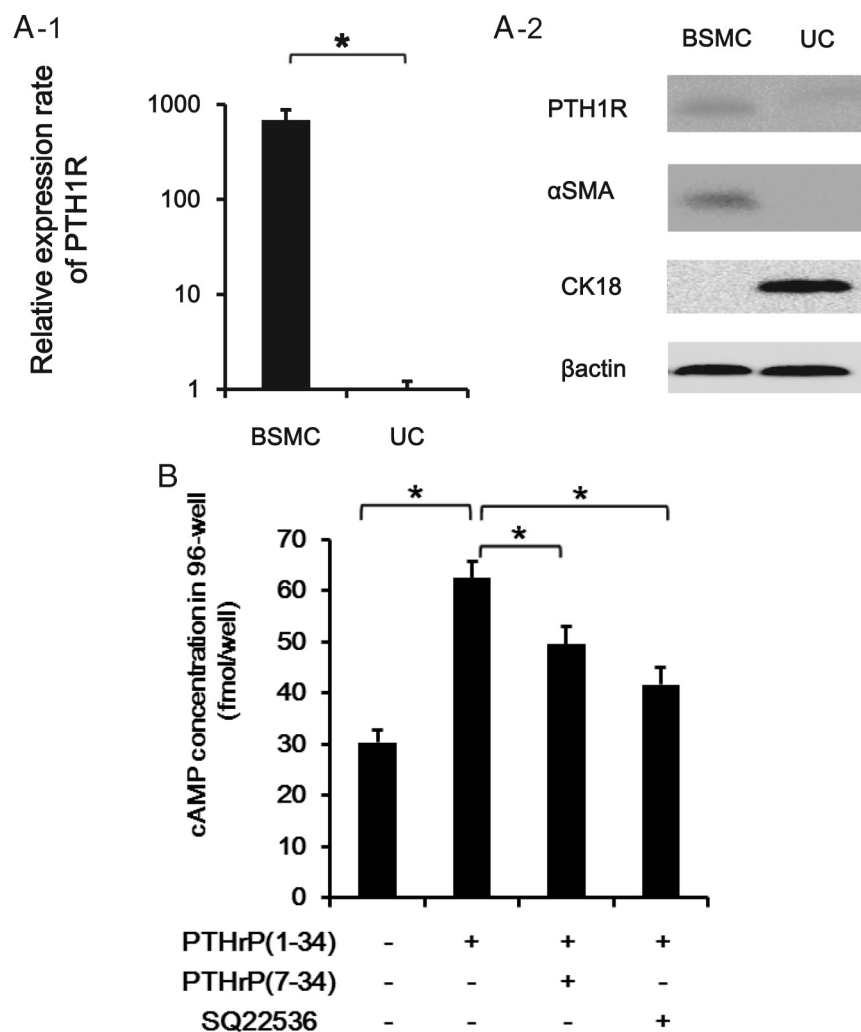 A-1
*
Relative expression rate
of PTH1R
1000
100
10
1
BSMC UC
A-2
BSMC UC
PTH1R
αSMA
CK18
βactin
B
* * *
cAMP concentration in 96-well
(fmol/well)
70
60
50
40
30
20
10
0
PTHrP(1-34) - + + +
PTHrP(7-34) - - + -
SQ22536 - - - +